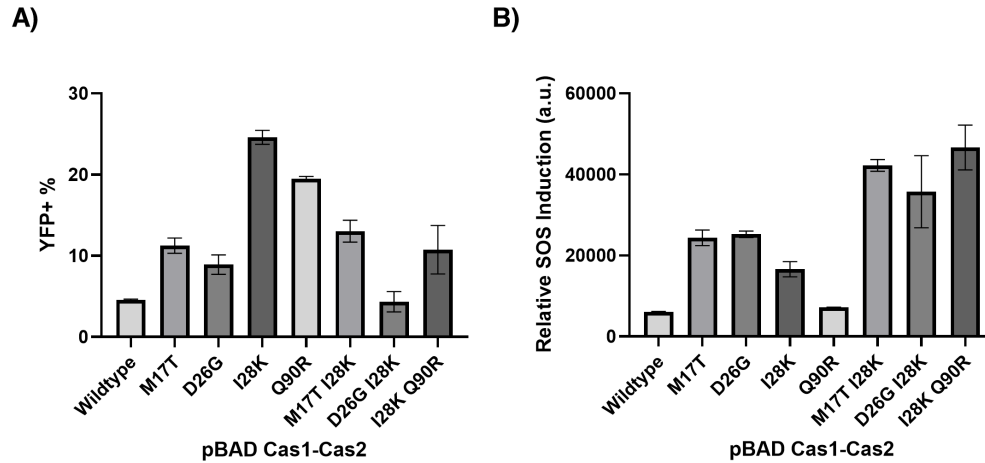 A)
YFP+ %
30
20
10
0
Wildtype
M17T
D26G
I28K
Q90R
M17T I28K
D26G I28K
I28K Q90R
pBAD Cas1-Cas2
B)
Relative SOS Induction (a.u.)
60000
40000
20000
0
Wildtype
M17T
D26G
I28K
Q90R
M17T I28K
D26G I28K
I28K Q90R
pBAD Cas1-Cas2